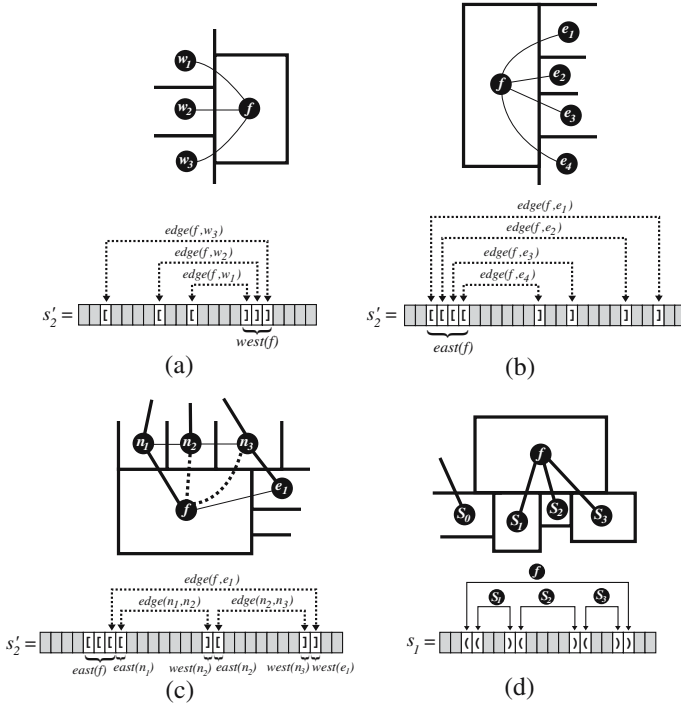 w1
w2
f
w3
edge(f,w3)
edge(f,w2)
edge(f,w1)
s′2 = [ [ [ ] ] ]
west(f)
(a)
e1
e2
f
e3
e4
edge(f,e1)
edge(f,e2)
edge(f,e3)
edge(f,e4)
s′2 = [ [ [ [ ] ] ] ]
east(f)
(b)
n1 n2 n3
e1
f
edge(f,e1)
edge(n1,n2) edge(n2,n3)
s′2 = [ [ [ [ ] [ ] ]
east(f) east(n1) west(n2) east(n2) west(n3) west(e1)
(c)
f
S0 S1 S2 S3
f
S1 S2 S3
s1 = ( ( ) ( ) ( ) )
(d)